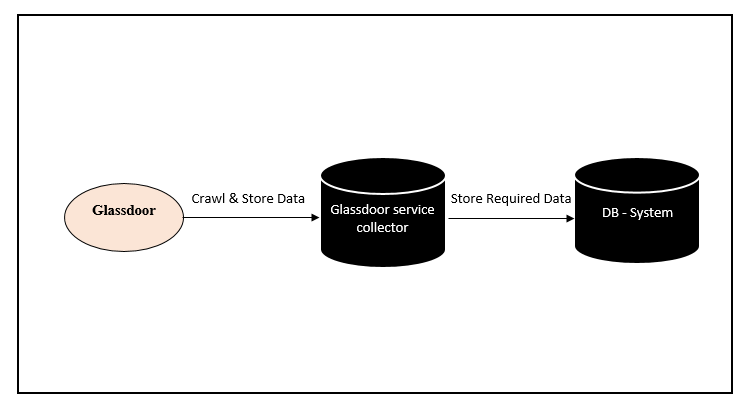 Glassdoor
Crawl & Store Data
Glassdoor service
collector
Store Required Data
DB - System